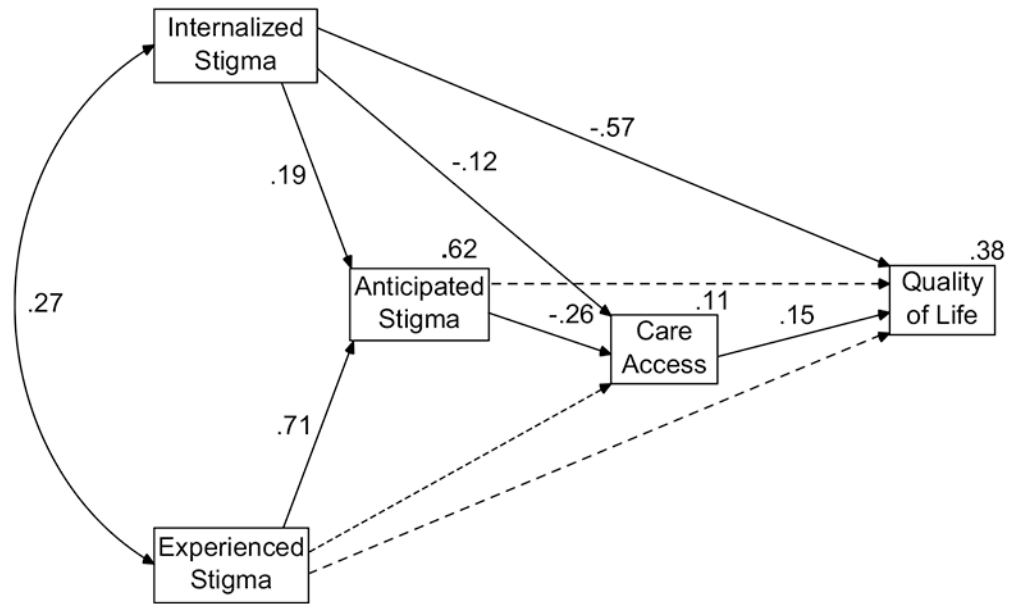 Internalized
Stigma
-.57
-.12
.19
.62
.38
Anticipated
Stigma
Quality
of Life
.27
-.26
.11
.15
Care
Access
.71
Experienced
Stigma